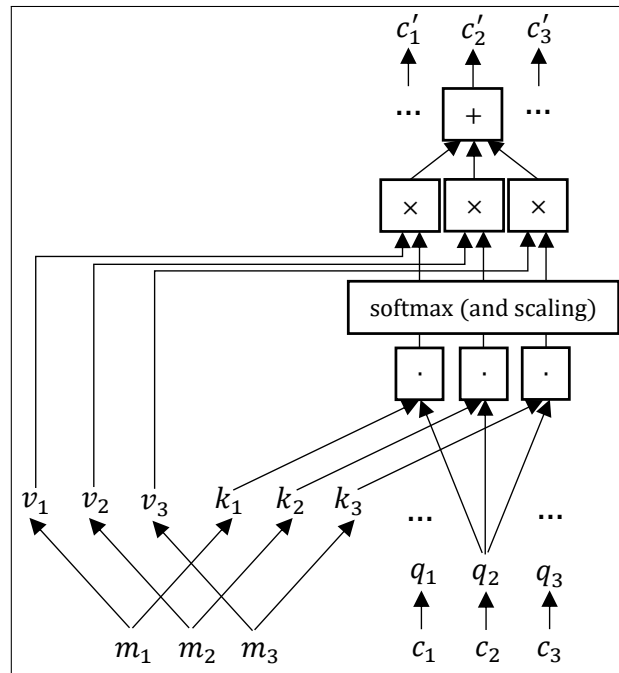 c′₁ c′₂ c′₃
... + ...
× × ×
softmax (and scaling)
· · ·
v₁ v₂ v₃ k₁ k₂ k₃
... ...
q₁ q₂ q₃
m₁ m₂ m₃ c₁ c₂ c₃